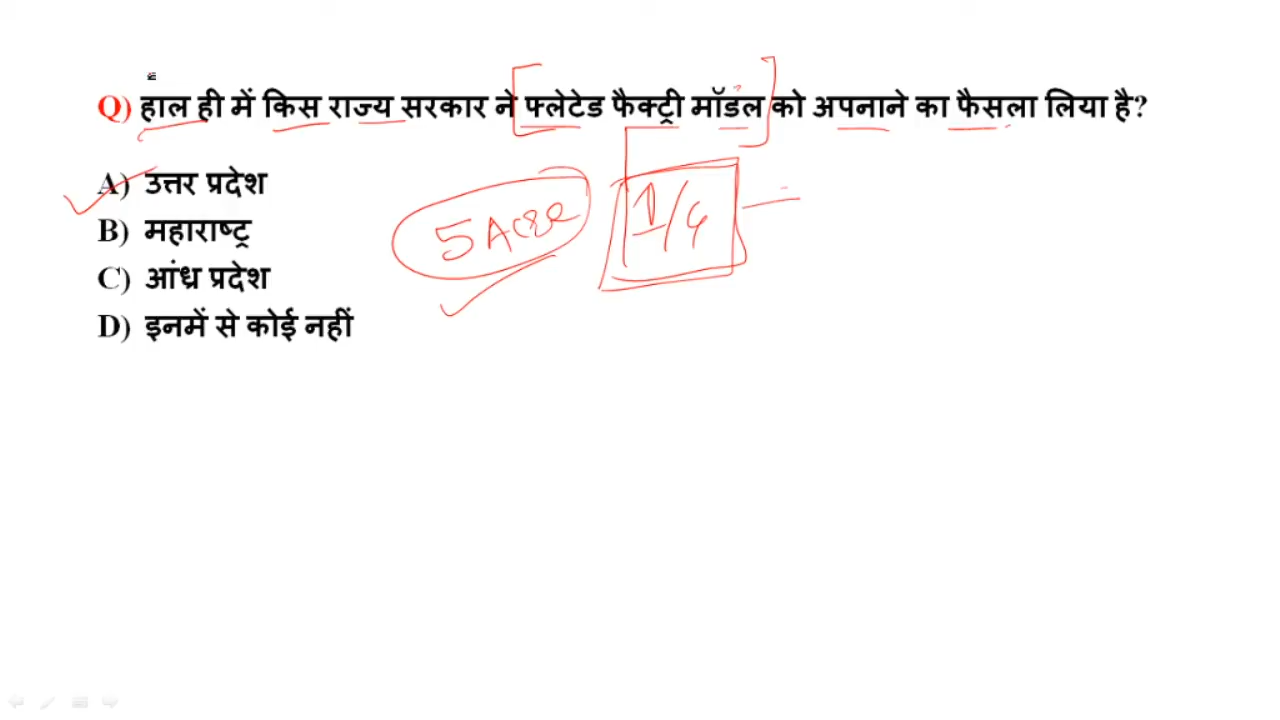 Q) हाल ही में किस राज्य सरकार ने फ्लेटेड फैक्ट्री मॉडल को अपनाने का फैसला लिया है?
A) उत्तर प्रदेश
5 Acre
1/4
B) महाराष्ट्र
C) आंध्र प्रदेश
D) इनमें से कोई नहीं